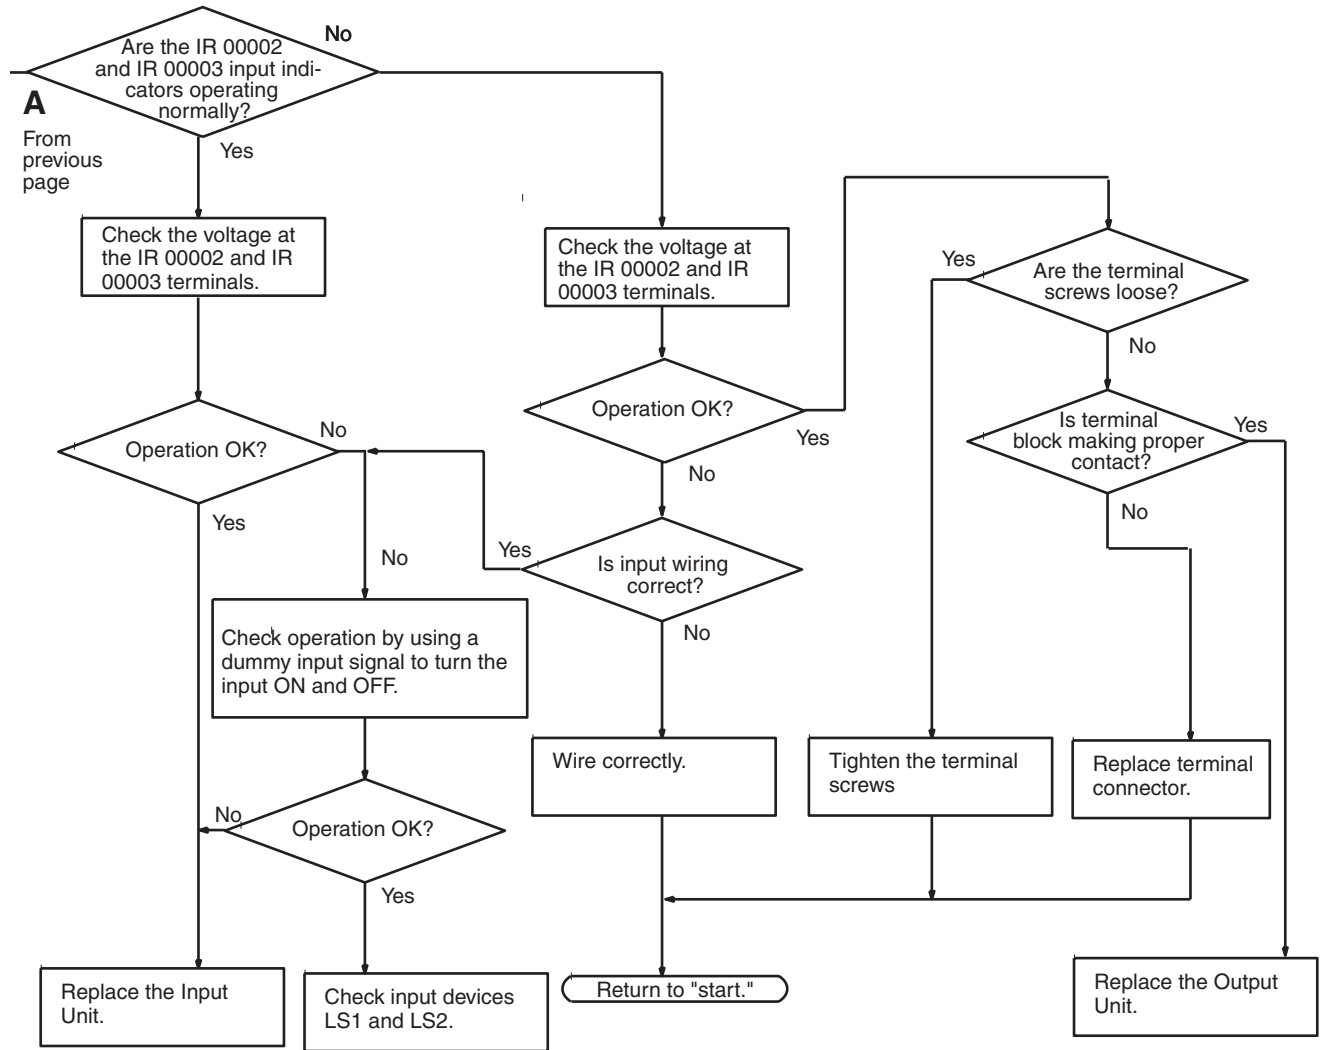 Are the IR 00002
and IR 00003 input indi-
cators operating
normally?
No
A
From
previous
page
Yes
Check the voltage at
the IR 00002 and IR
00003 terminals.
Check the voltage at
the IR 00002 and IR
00003 terminals.
Yes
Are the terminal
screws loose?
No
Operation OK?
No
Yes
Operation OK?
Yes
No
Is terminal
block making proper
contact?
Yes
No
No
Yes
Is input wiring
correct?
No
Check operation by using a
dummy input signal to turn the
input ON and OFF.
Wire correctly.
Tighten the terminal
screws
Replace terminal
connector.
No
Operation OK?
Yes
Replace the Input
Unit.
Check input devices
LS1 and LS2.
Return to "start."
Replace the Output
Unit.